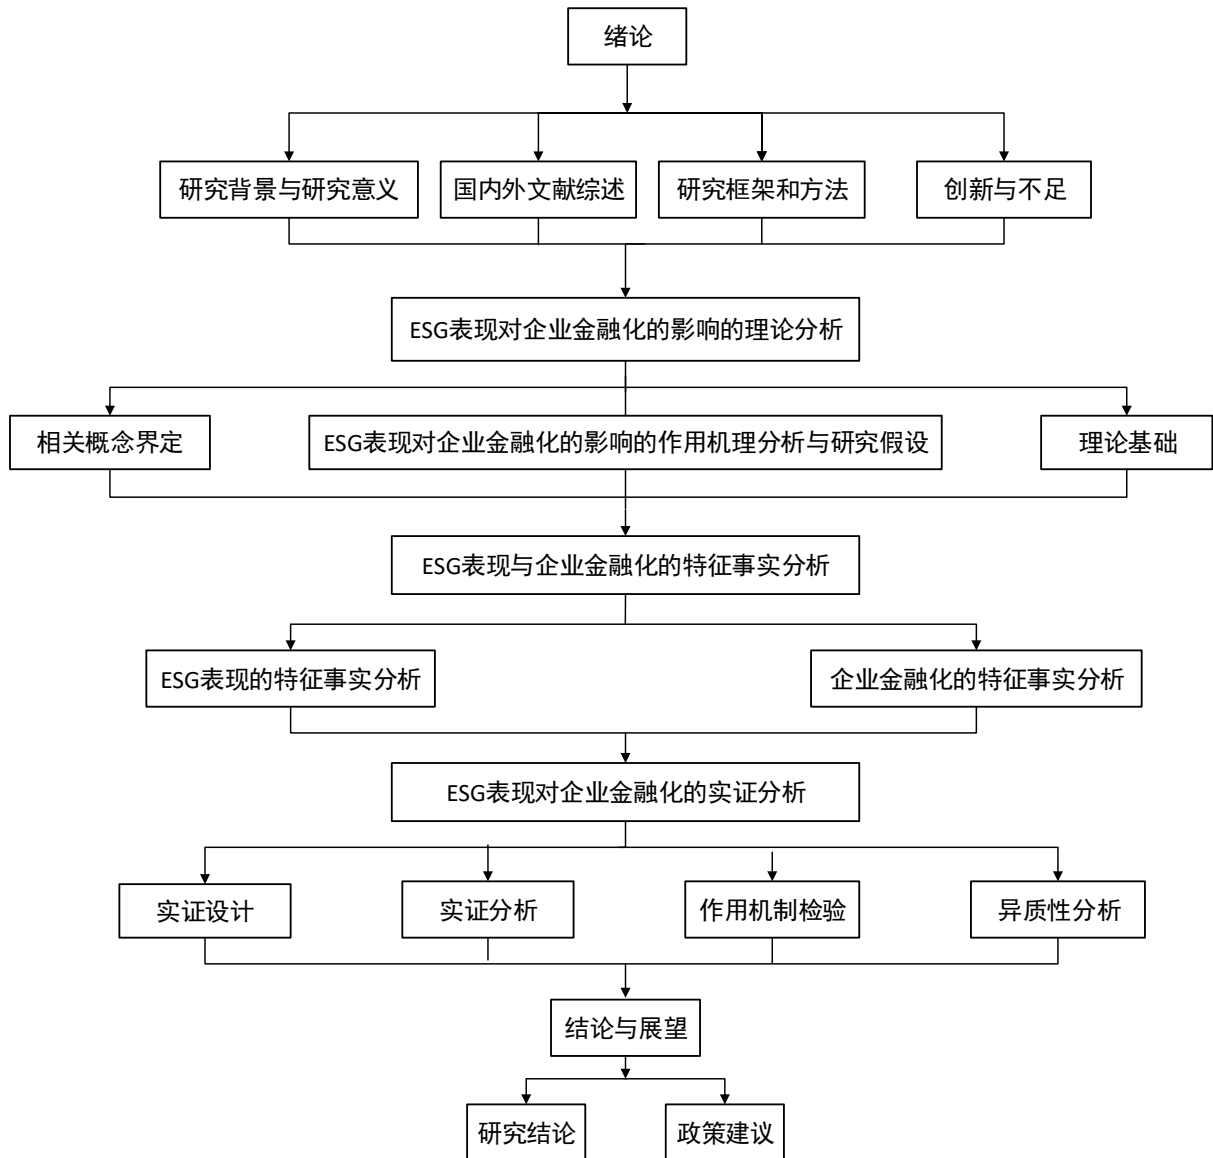 绪论
研究背景与研究意义
国内外文献综述
研究框架和方法
创新与不足
ESG表现对企业金融化的影响的理论分析
相关概念界定
ESG表现对企业金融化的影响的作用机理分析与研究假设
理论基础
ESG表现与企业金融化的特征事实分析
ESG表现的特征事实分析
企业金融化的特征事实分析
ESG表现对企业金融化的实证分析
实证设计
实证分析
作用机制检验
异质性分析
结论与展望
研究结论
政策建议